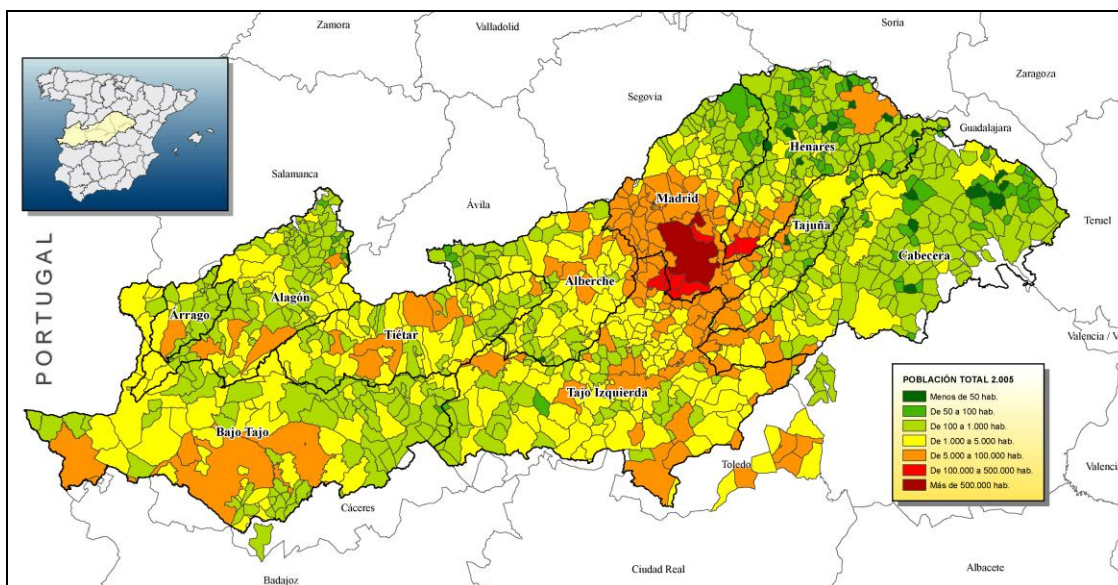 Zamora
Valladolid
Soria
Zaragoza
Segovia
Guadalajara
Henares
Salamanca
Ávila
Madrid
Teruel
Tajuña
PORTUGAL
Cabecera
Alberche
Alagón
Árrago
Tiétar
Valencia / V
Tajo Izquierda
Bajo Tajo
Toledo
Valenci
Cáceres
Badajoz
Ciudad Real
Albacete
POBLACIÓN TOTAL 2.005
Menos de 50 hab.
De 50 a 100 hab.
De 100 a 1.000 hab.
De 1.000 a 5.000 hab.
De 5.000 a 100.000 hab.
De 100.000 a 500.000 hab.
Más de 500.000 hab.